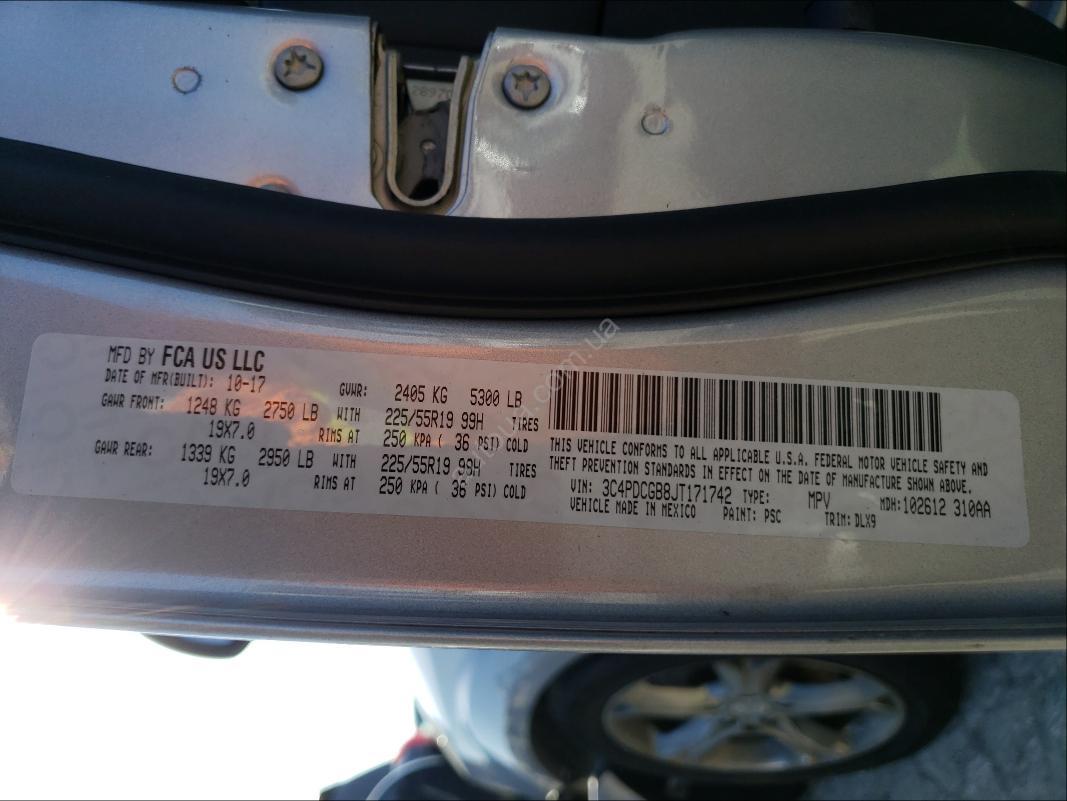 28970
MFD BY FCA US LLC
DATE OF MFR(BUILT): 10-17 GVWR: 2405 KG 5300 LB
GAWR FRONT: 1248 KG 2750 LB WITH 225/55R19 99H TIRES
19X7.0 RIMS AT 250 KPA ( 36 PSI) COLD
GAWR REAR: 1339 KG 2950 LB WITH 225/55R19 99H TIRES
19X7.0 RIMS AT 250 KPA ( 36 PSI) COLD
THIS VEHICLE CONFORMS TO ALL APPLICABLE U.S.A. FEDERAL MOTOR VEHICLE SAFETY AND
THEFT PREVENTION STANDARDS IN EFFECT ON THE DATE OF MANUFACTURE SHOWN ABOVE.
VIN: 3C4PDCGB8JT171742 TYPE: MPV MDH:102612 310AA
VEHICLE MADE IN MEXICO PAINT: PSC TRIM: DLX9